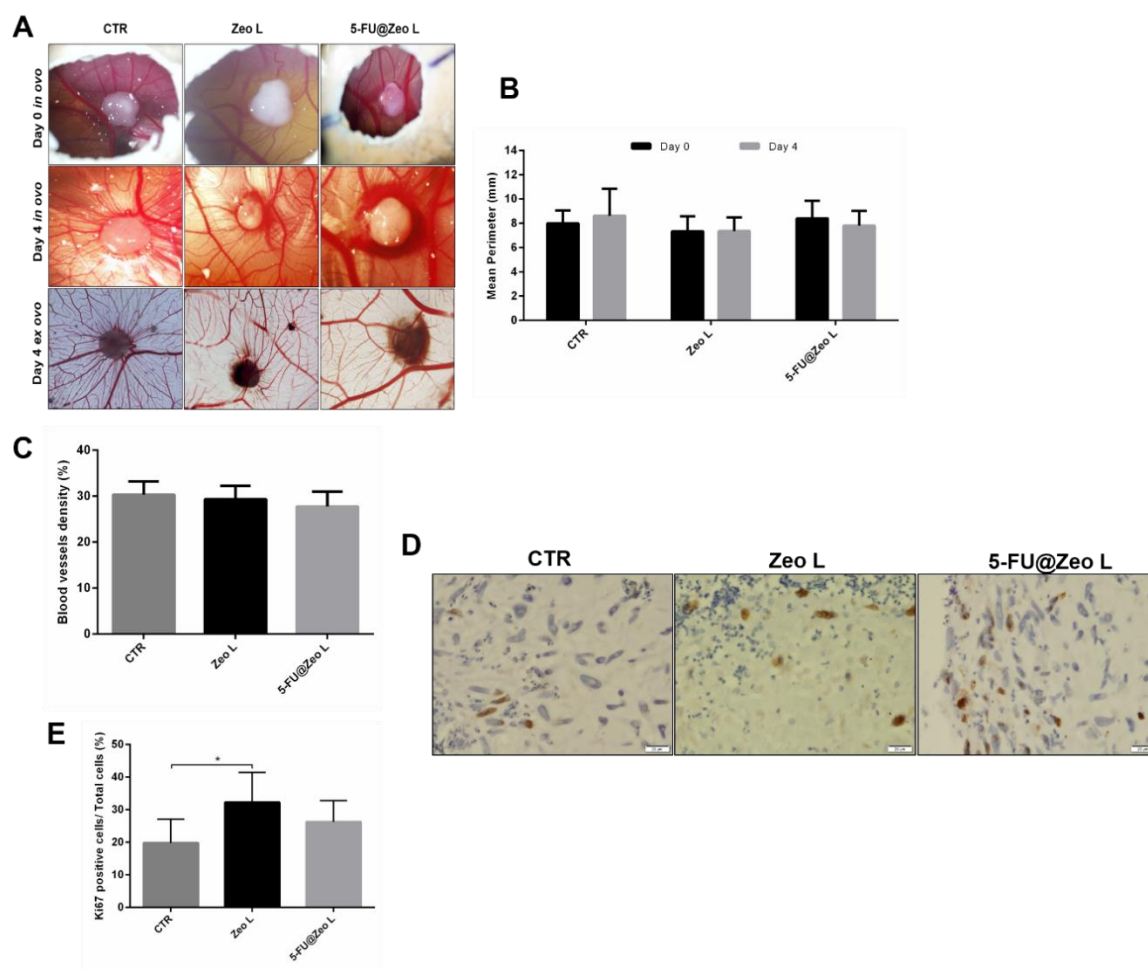 A
CTR
Zeo L
5-FU@Zeo L
Day 0 in ovo
Day 4 in ovo
Day 4 ex ovo
B
Day 0
Day 4
Mean Perimeter (mm)
14
12
10
8
6
4
2
0
CTR
Zeo L
5-FU@Zeo L
C
Blood vessels density (%)
40
30
20
10
0
CTR
Zeo L
5-FU@Zeo L
D
CTR
Zeo L
5-FU@Zeo L
E
Ki67 positive cells/ Total cells (%)
50
40
30
20
10
0
*
CTR
Zeo L
5-FU@Zeo L